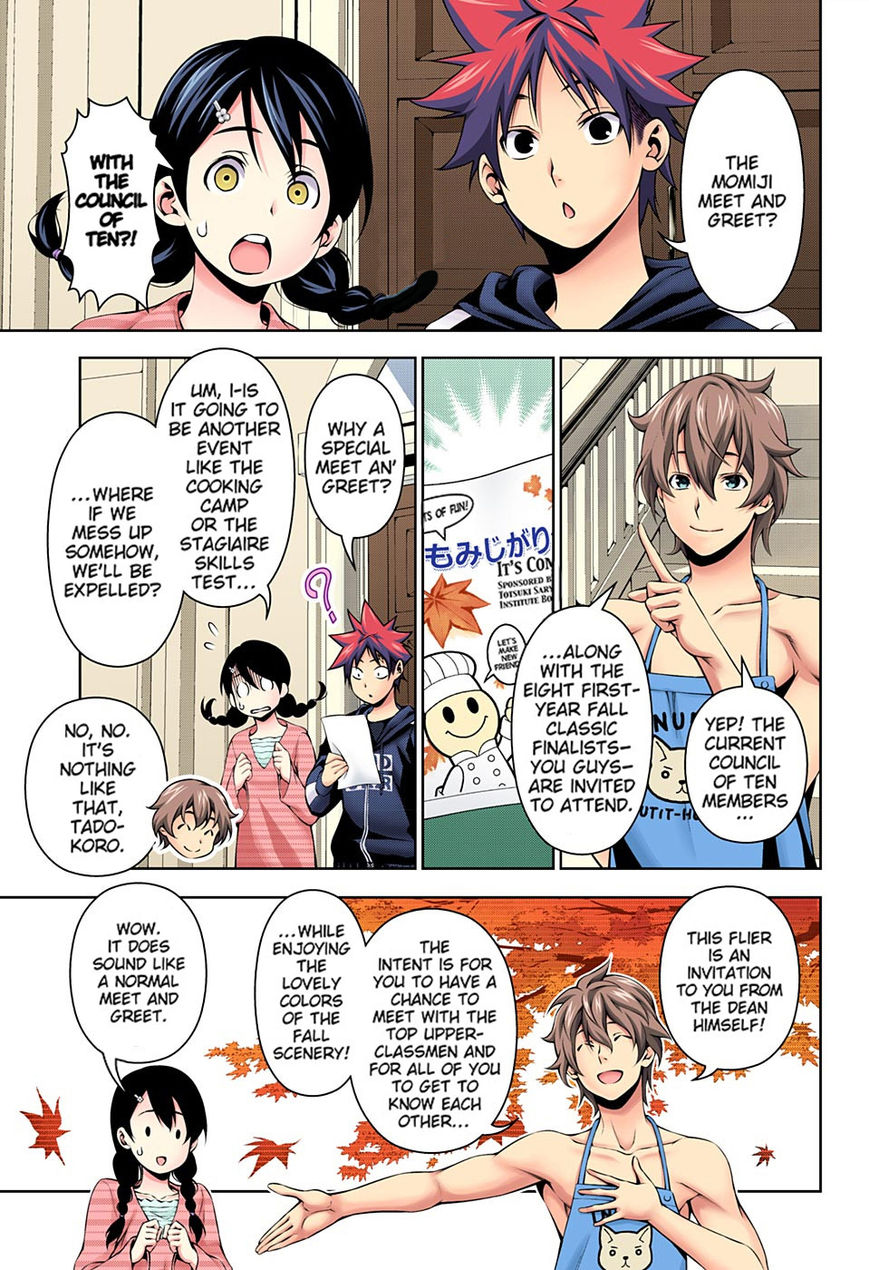 THE
MOMIJI
MEET AND
GREET?
WITH
THE
COUNCIL
OF
TEN?!
YEP! THE
CURRENT
COUNCIL
OF TEN
MEMBERS
...
...ALONG
WITH THE
EIGHT FIRST-
YEAR FALL
CLASSIC
FINALISTS—
YOU GUYS—
ARE INVITED
TO ATTEND.
NU
UTIT-H
TS OF FUN!
もみじがり
IT'S CON
SPONSORED B
TOTSUKI SARY
INSTITUTE BO
LET'S
MAKE
NEW
FRIEND
WHY A
SPECIAL
MEET AN'
GREET?
?
UM, I-IS
IT GOING TO
BE ANOTHER
EVENT
LIKE THE
COOKING
CAMP
OR THE
STAGIAIRE
SKILLS
TEST...
...WHERE
IF WE
MESS UP
SOMEHOW,
WE'LL BE
EXPELLED?
NO, NO.
IT'S
NOTHING
LIKE
THAT,
TADO-
KORO.
THIS FLIER
IS AN
INVITATION
TO YOU FROM
THE DEAN
HIMSELF!
THE
INTENT IS FOR
YOU TO HAVE A
CHANCE TO
MEET WITH THE
TOP UPPER-
CLASSMEN AND
FOR ALL OF YOU
TO GET TO
KNOW EACH
OTHER...
...WHILE
ENJOYING
THE
LOVELY
COLORS
OF THE
FALL
SCENERY!
WOW.
IT DOES
SOUND LIKE
A NORMAL
MEET AND
GREET.